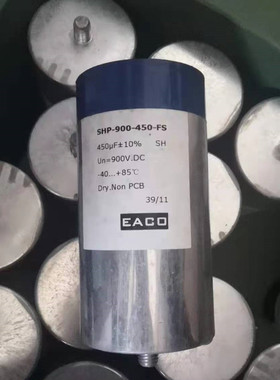 SHP-900-450-FS
450μF±10% SH
Un=900V.DC
-40...+85℃
Dry.Non PCB
39/11
EACO